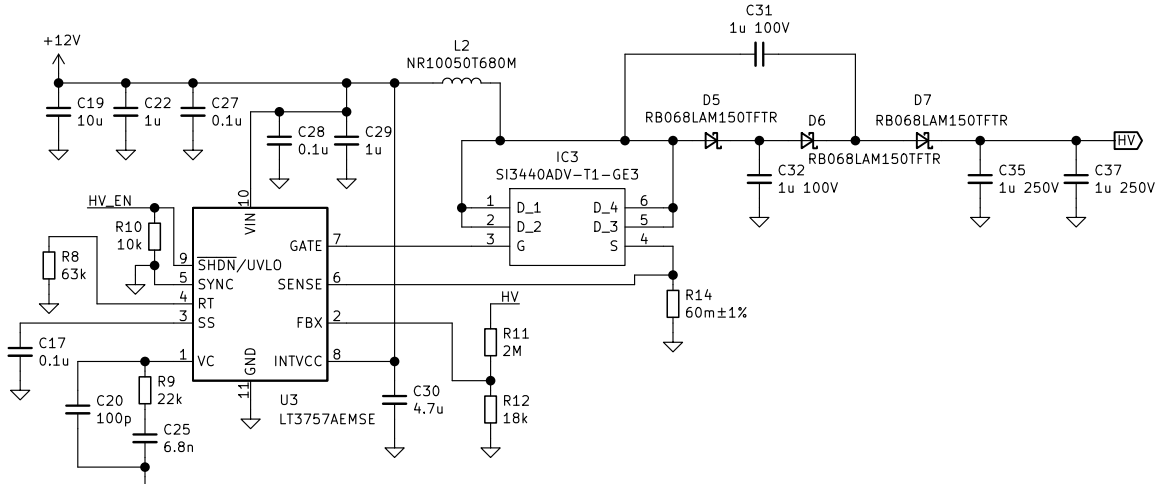 C31
1u 100V
+12V
L2
NR10050T680M
C19
10u
C22
1u
C27
0.1u
C28
0.1u
C29
1u
D5
RB068LAM150TFTR
D6
RB068LAM150TFTR
D7
RB068LAM150TFTR
HV
IC3
SI3440ADV-T1-GE3
C32
1u 100V
C35
1u 250V
C37
1u 250V
1 D_1 D_4 6
2 D_2 D_3 5
3 G S 4
HV_EN
R10
10k
R8
63k
10
VIN
GATE 7
9 SHDN/UVLO
5 SYNC
SENSE 6
4 RT
3 SS
FBX 2
1 VC
INTVCC 8
GND
11
U3
LT3757AEMSE
R14
60m±1%
HV
R11
2M
R12
18k
C17
0.1u
C20
100p
R9
22k
C25
6.8n
C30
4.7u